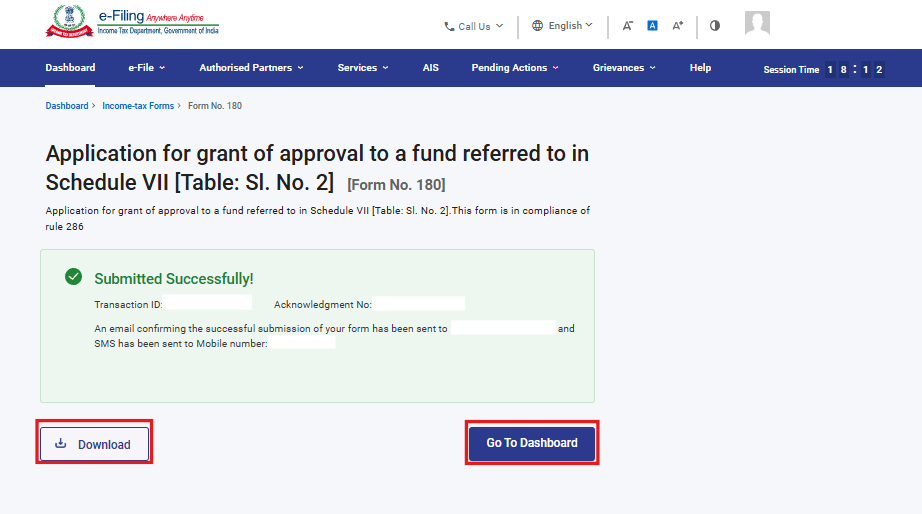 e-Filing Anywhere Anytime
Income Tax Department, Government of India
Call Us
English
A-
A
A+
Dashboard e-File Authorised Partners Services AIS Pending Actions Grievances Help Session Time 1 8 : 1 2
Dashboard > Income-tax Forms > Form No. 180
Application for grant of approval to a fund referred to in
Schedule VII [Table: Sl. No. 2] [Form No. 180]
Application for grant of approval to a fund referred to in Schedule VII [Table: Sl. No. 2].This form is in compliance of
rule 286
Submitted Successfully!
Transaction ID: Acknowledgment No:
An email confirming the successful submission of your form has been sent to and
SMS has been sent to Mobile number:
Download
Go To Dashboard